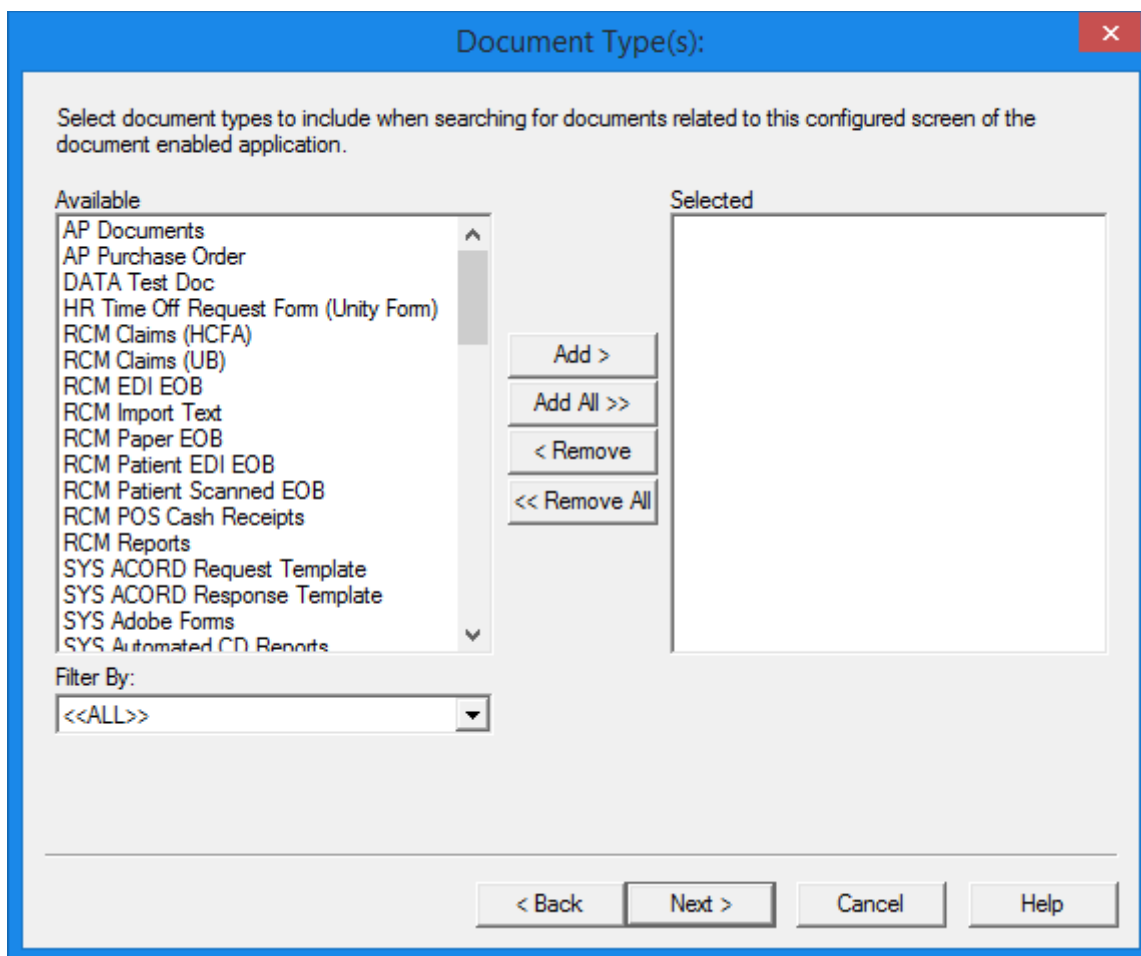 Document Type(s):
Select document types to include when searching for documents related to this configured screen of the
document enabled application.
Available
AP Documents
AP Purchase Order
DATA Test Doc
HR Time Off Request Form (Unity Form)
RCM Claims (HCFA)
RCM Claims (UB)
RCM EDI EOB
RCM Import Text
RCM Paper EOB
RCM Patient EDI EOB
RCM Patient Scanned EOB
RCM POS Cash Receipts
RCM Reports
SYS ACORD Request Template
SYS ACORD Response Template
SYS Adobe Forms
SYS Automated CD Reports
Add >
Add All >>
< Remove
<< Remove All
Selected
Filter By:
<<ALL>>
< Back
Next >
Cancel
Help